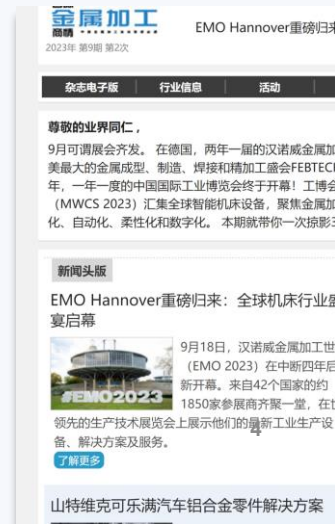 金属加工
商情
EMO Hannover重磅归来
2023年 第9期 第2次
杂志电子版 | 行业信息 | 活动 |
尊敬的业界同仁，
9月可谓展会齐发。 在德国，两年一届的汉诺威金属加
美最大的金属成型、制造、焊接和精加工盛会FEBTECH
年，一年一度的中国国际工业博览会终于开幕！工博会
（MWCS 2023）汇集全球智能机床设备，聚焦金属加
化、自动化、柔性化和数字化。 本期就带你一次掠影3
新闻头版
EMO Hannover重磅归来：全球机床行业盛
宴启幕
#EMO2023
9月18日，汉诺威金属加工世
（EMO 2023）在中断四年后
新开幕。来自42个国家的约
1850家参展商齐聚一堂，在世
领先的生产技术展览会上展示他们的最新工业生产设
备、解决方案及服务。
4
了解更多
山特维克可乐满汽车铝合金零件解决方案